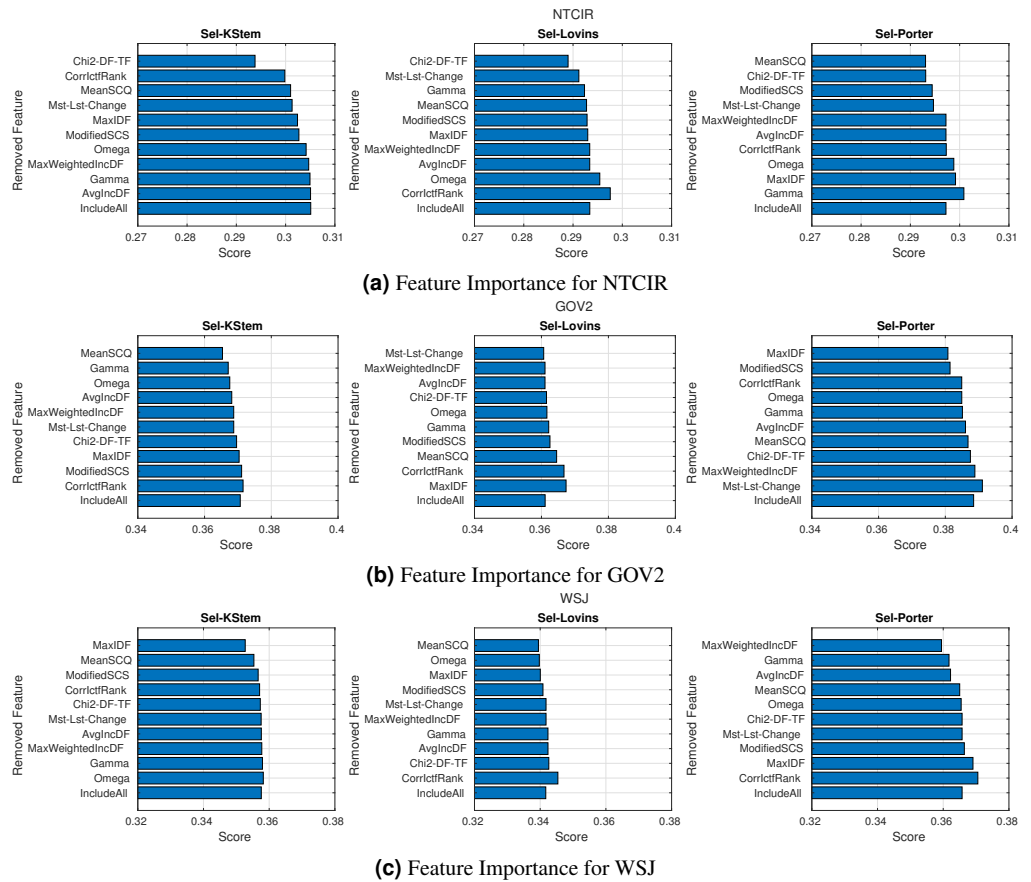 NTCIR
Sel-KStem
Removed Feature
Chi2-DF-TF
CorrIctfRank
MeanSCQ
Mst-Lst-Change
MaxIDF
ModifiedSCS
Omega
MaxWeightedIncDF
Gamma
AvgIncDF
IncludeAll
0.27 0.28 0.29 0.3 0.31
Score
Sel-Lovins
Removed Feature
Chi2-DF-TF
Mst-Lst-Change
Gamma
MeanSCQ
ModifiedSCS
MaxIDF
MaxWeightedIncDF
AvgIncDF
Omega
CorrIctfRank
IncludeAll
0.27 0.28 0.29 0.3 0.31
Score
Sel-Porter
Removed Feature
MeanSCQ
Chi2-DF-TF
ModifiedSCS
Mst-Lst-Change
MaxWeightedIncDF
AvgIncDF
CorrIctfRank
Omega
MaxIDF
Gamma
IncludeAll
0.27 0.28 0.29 0.3 0.31
Score
(a) Feature Importance for NTCIR
GOV2
Sel-KStem
Removed Feature
MeanSCQ
Gamma
Omega
AvgIncDF
MaxWeightedIncDF
Mst-Lst-Change
Chi2-DF-TF
MaxIDF
ModifiedSCS
CorrIctfRank
IncludeAll
0.34 0.36 0.38 0.4
Score
Sel-Lovins
Removed Feature
Mst-Lst-Change
MaxWeightedIncDF
AvgIncDF
Chi2-DF-TF
Omega
Gamma
ModifiedSCS
MeanSCQ
CorrIctfRank
MaxIDF
IncludeAll
0.34 0.36 0.38 0.4
Score
Sel-Porter
Removed Feature
MaxIDF
ModifiedSCS
CorrIctfRank
Omega
Gamma
AvgIncDF
MeanSCQ
Chi2-DF-TF
MaxWeightedIncDF
Mst-Lst-Change
IncludeAll
0.34 0.36 0.38 0.4
Score
(b) Feature Importance for GOV2
WSJ
Sel-KStem
Removed Feature
MaxIDF
MeanSCQ
ModifiedSCS
CorrIctfRank
Chi2-DF-TF
Mst-Lst-Change
AvgIncDF
MaxWeightedIncDF
Gamma
Omega
IncludeAll
0.32 0.34 0.36 0.38
Score
Sel-Lovins
Removed Feature
MeanSCQ
Omega
MaxIDF
ModifiedSCS
Mst-Lst-Change
MaxWeightedIncDF
Gamma
AvgIncDF
Chi2-DF-TF
CorrIctfRank
IncludeAll
0.32 0.34 0.36 0.38
Score
Sel-Porter
Removed Feature
MaxWeightedIncDF
Gamma
AvgIncDF
MeanSCQ
Omega
Chi2-DF-TF
Mst-Lst-Change
ModifiedSCS
MaxIDF
CorrIctfRank
IncludeAll
0.32 0.34 0.36 0.38
Score
(c) Feature Importance for WSJ